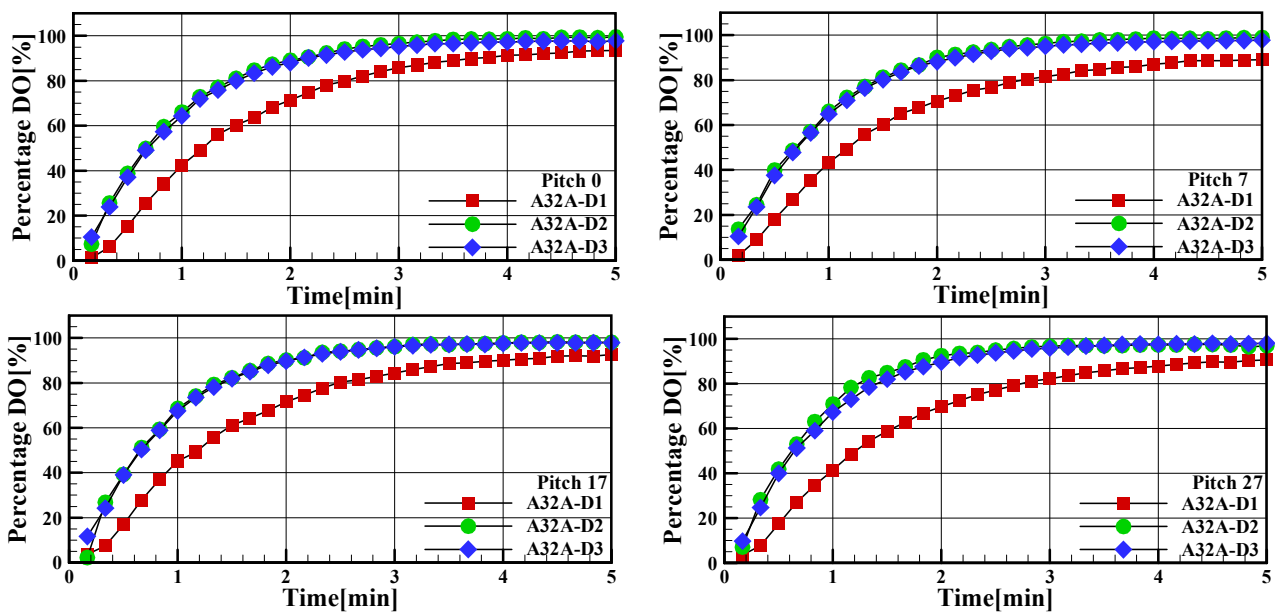 Percentage DO[%]
100
80
60
40
20
0
0
1
2
3
4
5
Time[min]
Pitch 0
A32A-D1
A32A-D2
A32A-D3
Percentage DO[%]
100
80
60
40
20
0
0
1
2
3
4
5
Time[min]
Pitch 7
A32A-D1
A32A-D2
A32A-D3
Percentage DO[%]
100
80
60
40
20
0
0
1
2
3
4
5
Time[min]
Pitch 17
A32A-D1
A32A-D2
A32A-D3
Percentage DO[%]
100
80
60
40
20
0
0
1
2
3
4
5
Time[min]
Pitch 27
A32A-D1
A32A-D2
A32A-D3